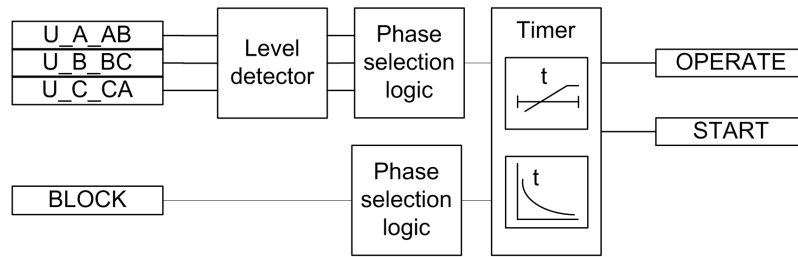 U_A_AB
U_B_BC
U_C_CA
Level
detector
Phase
selection
logic
Timer
t
t
OPERATE
START
BLOCK
Phase
selection
logic